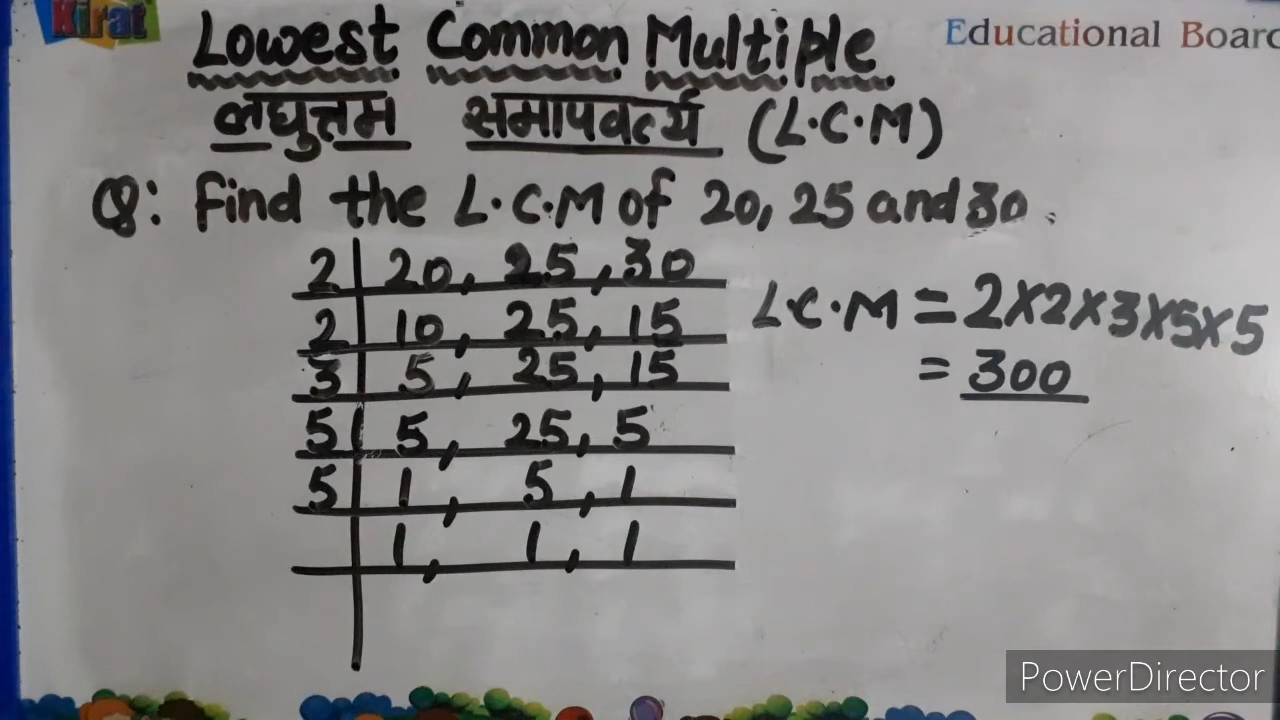 Kirat
Educational Board
Lowest Common Multiple
लघुत्तम समापवर्त्य (L.C.M)
Q: Find the L.C.M of 20, 25 and 30.
2 | 20, 25, 30
2 | 10, 25, 15
3 | 5, 25, 15
5 | 5, 25, 5
5 | 1, 5, 1
1, 1, 1
L.C.M = 2×2×3×5×5
= 300
PowerDirector